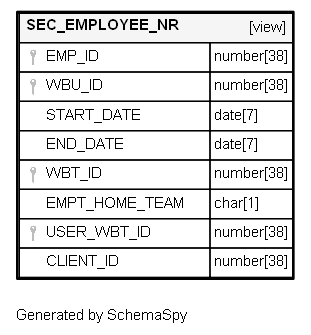 SEC_EMPLOYEE_NR [view]
EMP_ID number[38]
WBU_ID number[38]
START_DATE date[7]
END_DATE date[7]
WBT_ID number[38]
EMPT_HOME_TEAM char[1]
USER_WBT_ID number[38]
CLIENT_ID number[38]
Generated by SchemaSpy